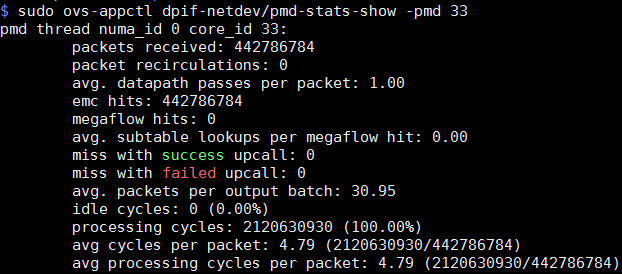 $ sudo ovs-appctl dpif-netdev/pmd-stats-show -pmd 33
pmd thread numa_id 0 core_id 33:
packets received: 442786784
packet recirculations: 0
avg. datapath passes per packet: 1.00
emc hits: 442786784
megaflow hits: 0
avg. subtable lookups per megaflow hit: 0.00
miss with success upcall: 0
miss with failed upcall: 0
avg. packets per output batch: 30.95
idle cycles: 0 (0.00%)
processing cycles: 2120630930 (100.00%)
avg cycles per packet: 4.79 (2120630930/442786784)
avg processing cycles per packet: 4.79 (2120630930/442786784)